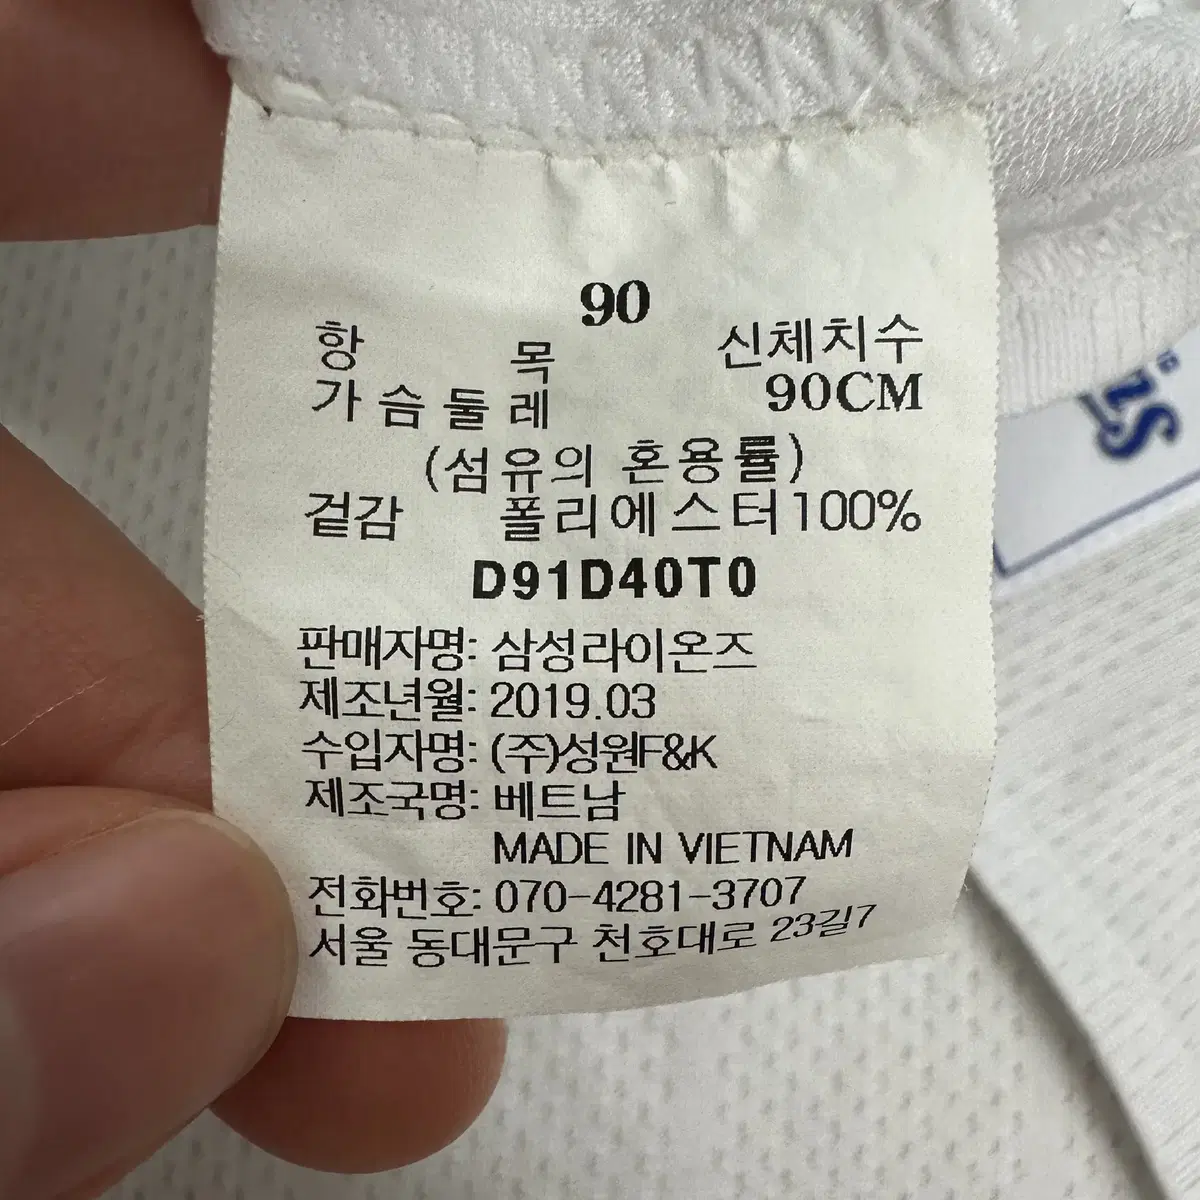 90
항 목 신체치수
가슴둘레 90CM
(섬유의 혼용률)
겉감 폴리에스터100%
D91D40T0
판매자명: 삼성라이온즈
제조년월: 2019.03
수입자명: (주)성원F&K
제조국명: 베트남
MADE IN VIETNAM
전화번호: 070-4281-3707
서울 동대문구 천호대로 23길7